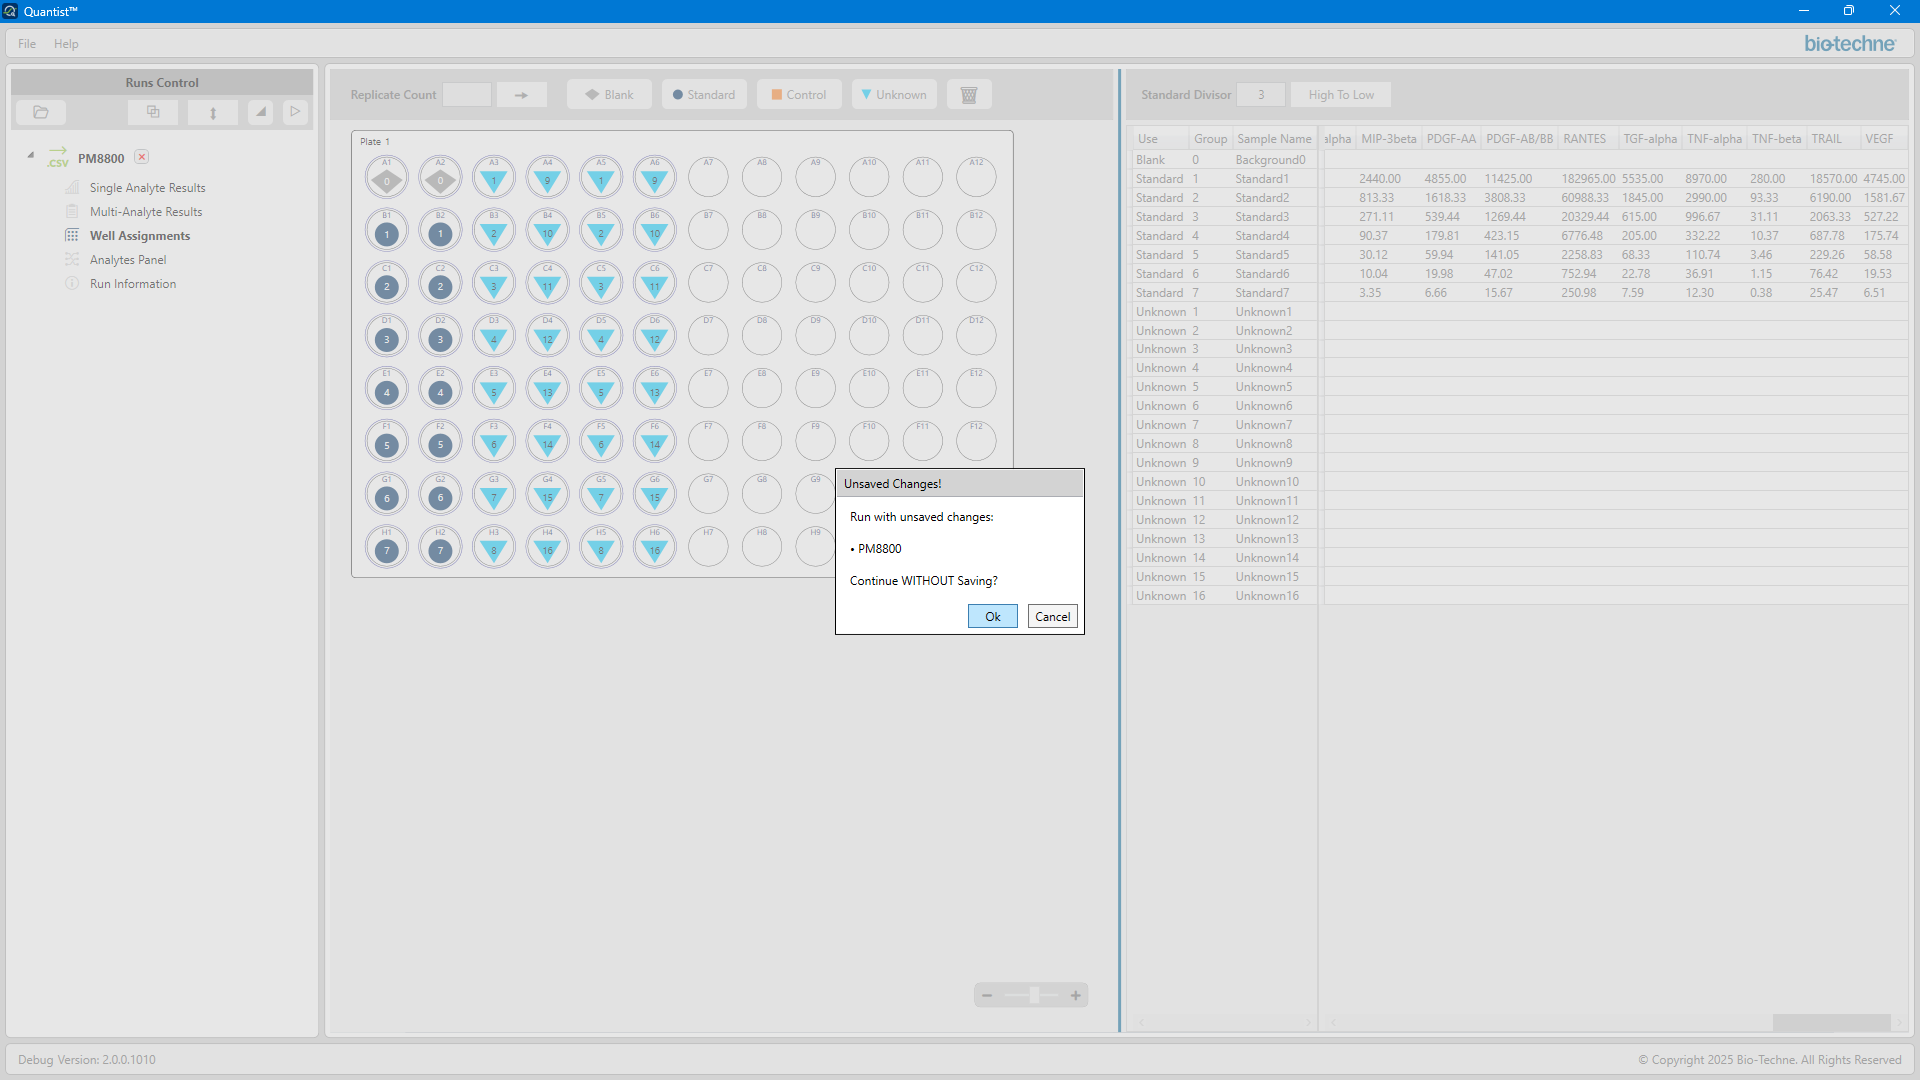 Quantist™
File Help
bio-techne
Runs Control
.CSV PM8800
Single Analyte Results
Multi-Analyte Results
Well Assignments
Analytes Panel
Run Information
Replicate Count
Blank
Standard
Control
Unknown
Plate 1
A1 A2 A3 A4 A5 A6 A7 A8 A9 A10 A11 A12
0 0 1 9 1 9
B1 B2 B3 B4 B5 B6 B7 B8 B9 B10 B11 B12
1 1 2 10 2 10
C1 C2 C3 C4 C5 C6 C7 C8 C9 C10 C11 C12
2 2 3 11 3 11
D1 D2 D3 D4 D5 D6 D7 D8 D9 D10 D11 D12
3 3 4 12 4 12
E1 E2 E3 E4 E5 E6 E7 E8 E9 E10 E11 E12
4 4 5 13 5 13
F1 F2 F3 F4 F5 F6 F7 F8 F9 F10 F11 F12
5 5 6 14 6 14
G1 G2 G3 G4 G5 G6 G7 G8 G9
6 6 7 15 7 15
H1 H2 H3 H4 H5 H6 H7 H8 H9
7 7 8 16 8 16
Unsaved Changes!
Run with unsaved changes:
• PM8800
Continue WITHOUT Saving?
Ok Cancel
Standard Divisor 3 High To Low
Use Group Sample Name alpha MIP-3beta PDGF-AA PDGF-AB/BB RANTES TGF-alpha TNF-alpha TNF-beta TRAIL VEGF
Blank 0 Background0
Standard 1 Standard1 2440.00 4855.00 11425.00 182965.00 5535.00 8970.00 280.00 18570.00 4745.00
Standard 2 Standard2 813.33 1618.33 3808.33 60988.33 1845.00 2990.00 93.33 6190.00 1581.67
Standard 3 Standard3 271.11 539.44 1269.44 20329.44 615.00 996.67 31.11 2063.33 527.22
Standard 4 Standard4 90.37 179.81 423.15 6776.48 205.00 332.22 10.37 687.78 175.74
Standard 5 Standard5 30.12 59.94 141.05 2258.83 68.33 110.74 3.46 229.26 58.58
Standard 6 Standard6 10.04 19.98 47.02 752.94 22.78 36.91 1.15 76.42 19.53
Standard 7 Standard7 3.35 6.66 15.67 250.98 7.59 12.30 0.38 25.47 6.51
Unknown 1 Unknown1
Unknown 2 Unknown2
Unknown 3 Unknown3
Unknown 4 Unknown4
Unknown 5 Unknown5
Unknown 6 Unknown6
Unknown 7 Unknown7
Unknown 8 Unknown8
Unknown 9 Unknown9
Unknown 10 Unknown10
Unknown 11 Unknown11
Unknown 12 Unknown12
Unknown 13 Unknown13
Unknown 14 Unknown14
Unknown 15 Unknown15
Unknown 16 Unknown16
Debug Version: 2.0.0.1010
© Copyright 2025 Bio-Techne. All Rights Reserved